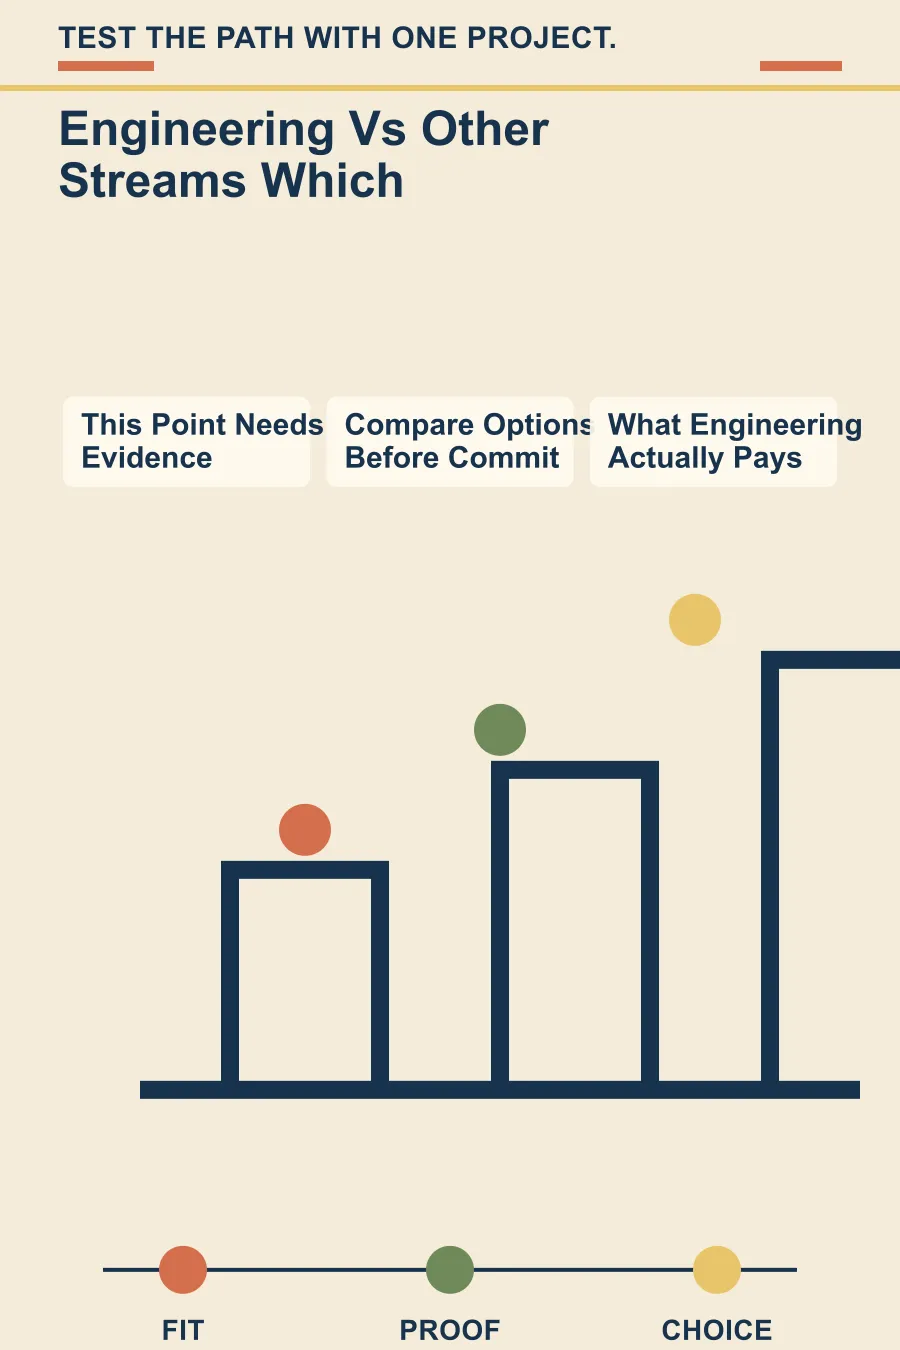 TEST THE PATH WITH ONE PROJECT.
Engineering Vs Other
Streams Which
This Point Needs
Evidence
Compare Options
Before Commit
What Engineering
Actually Pays
FIT
PROOF
CHOICE